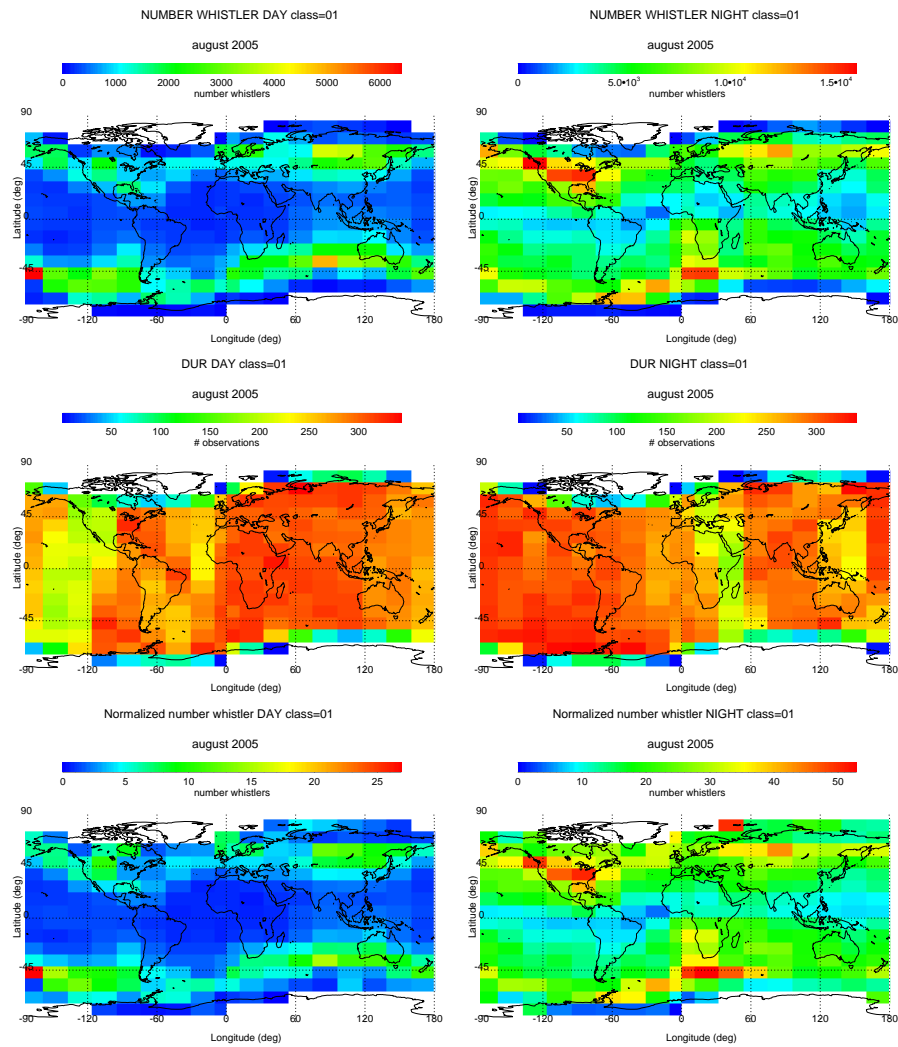 NUMBER WHISTLER DAY class=01
august 2005
0 1000 2000 3000 4000 5000 6000
number whistlers
90
45
0
-45
-90 -120 -60 0 60 120 180
Latitude (deg)
Longitude (deg)
NUMBER WHISTLER NIGHT class=01
august 2005
0 5.0•10³ 1.0•10⁴ 1.5•10⁴
number whistlers
90
45
0
-45
-90 -120 -60 0 60 120 180
Latitude (deg)
Longitude (deg)
DUR DAY class=01
august 2005
50 100 150 200 250 300
# observations
90
45
0
-45
-90 -120 -60 0 60 120 180
Latitude (deg)
Longitude (deg)
DUR NIGHT class=01
august 2005
50 100 150 200 250 300
# observations
90
45
0
-45
-90 -120 -60 0 60 120 180
Latitude (deg)
Longitude (deg)
Normalized number whistler DAY class=01
august 2005
0 5 10 15 20 25
number whistlers
90
45
0
-45
-90 -120 -60 0 60 120 180
Latitude (deg)
Longitude (deg)
Normalized number whistler NIGHT class=01
august 2005
0 10 20 30 40 50
number whistlers
90
45
0
-45
-90 -120 -60 0 60 120 180
Latitude (deg)
Longitude (deg)